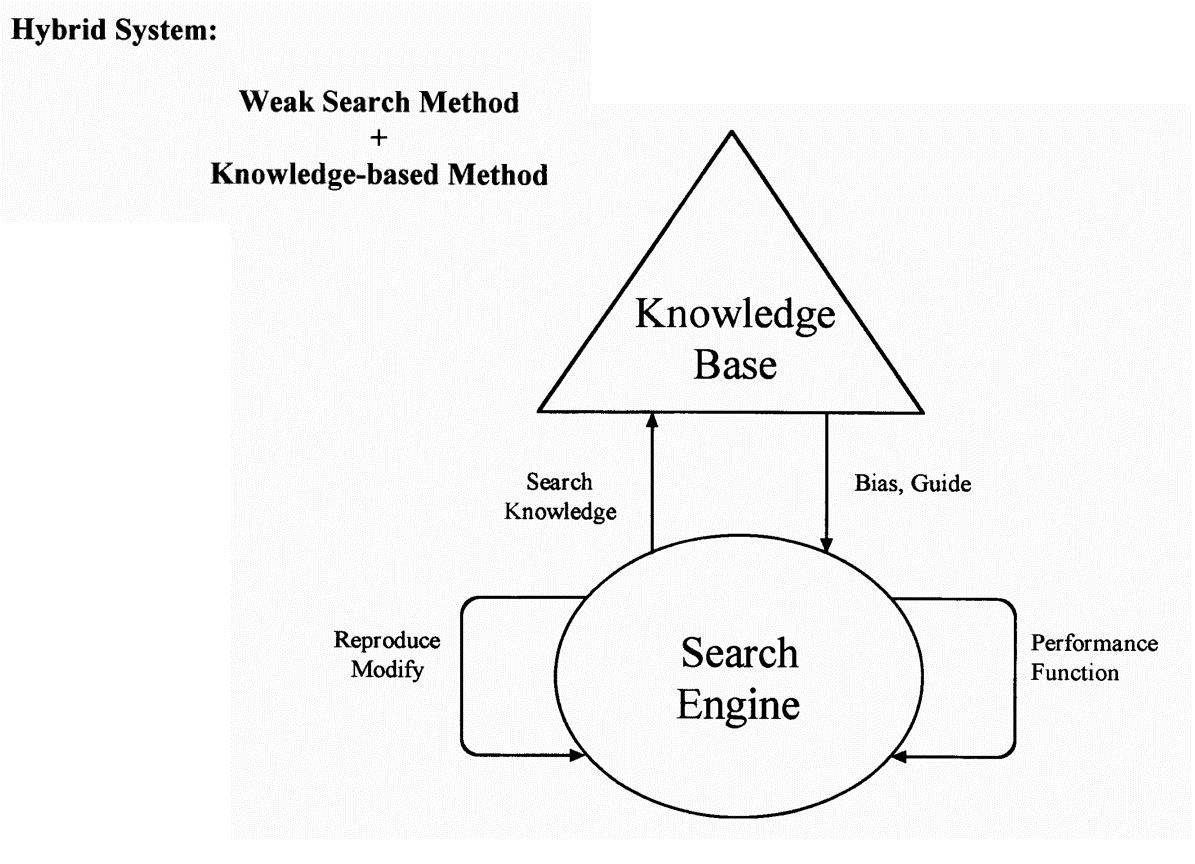 Hybrid System:
Weak Search Method
+
Knowledge-based Method
Knowledge
Base
Search
Knowledge
Bias, Guide
Reproduce
Modify
Search
Engine
Performance
Function